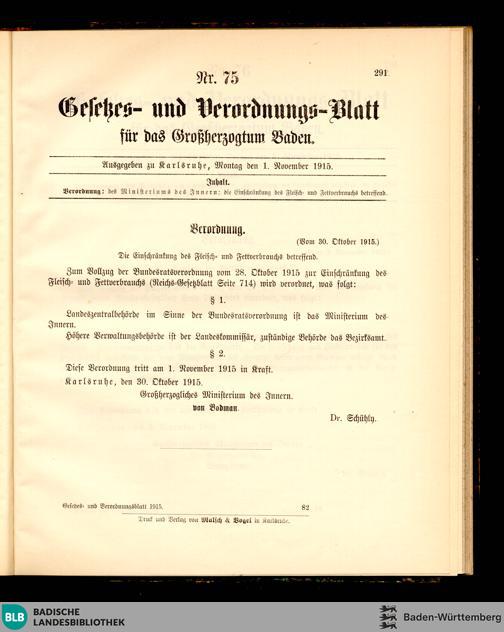 Nr. 75
291
Gesetzes- und Verordnungs-Blatt
für das Großherzogtum Baden.
Ausgegeben zu Karlsruhe, Montag den 1. November 1915.
Inhalt.
Verordnung: des Ministeriums des Innern: die Einschränkung des Fleisch- und Fettverbrauchs betreffend.
Verordnung.
(Vom 30. Oktober 1915.)
Die Einschränkung des Fleisch- und Fettverbrauchs betreffend.
Zum Vollzug der Bundesratsverordnung vom 28. Oktober 1915 zur Einschränkung des
Fleisch- und Fettverbrauchs (Reichs-Gesetzblatt Seite 714) wird verordnet, was folgt:
§ 1.
Landeszentralbehörde im Sinne der Bundesratsverordnung ist das Ministerium des
Innern.
Höhere Verwaltungsbehörde ist der Landeskommissär, zuständige Behörde das Bezirksamt.
§ 2.
Diese Verordnung tritt am 1. November 1915 in Kraft.
Karlsruhe, den 30. Oktober 1915.
Großherzogliches Ministerium des Innern.
von Bodman.
Dr. Schühly.
Gesetzes- und Verordnungsblatt 1915.
82
Druck und Verlag von Malsch & Vogel in Karlsruhe.
BLB
BADISCHE
LANDESBIBLIOTHEK
Baden-Württemberg